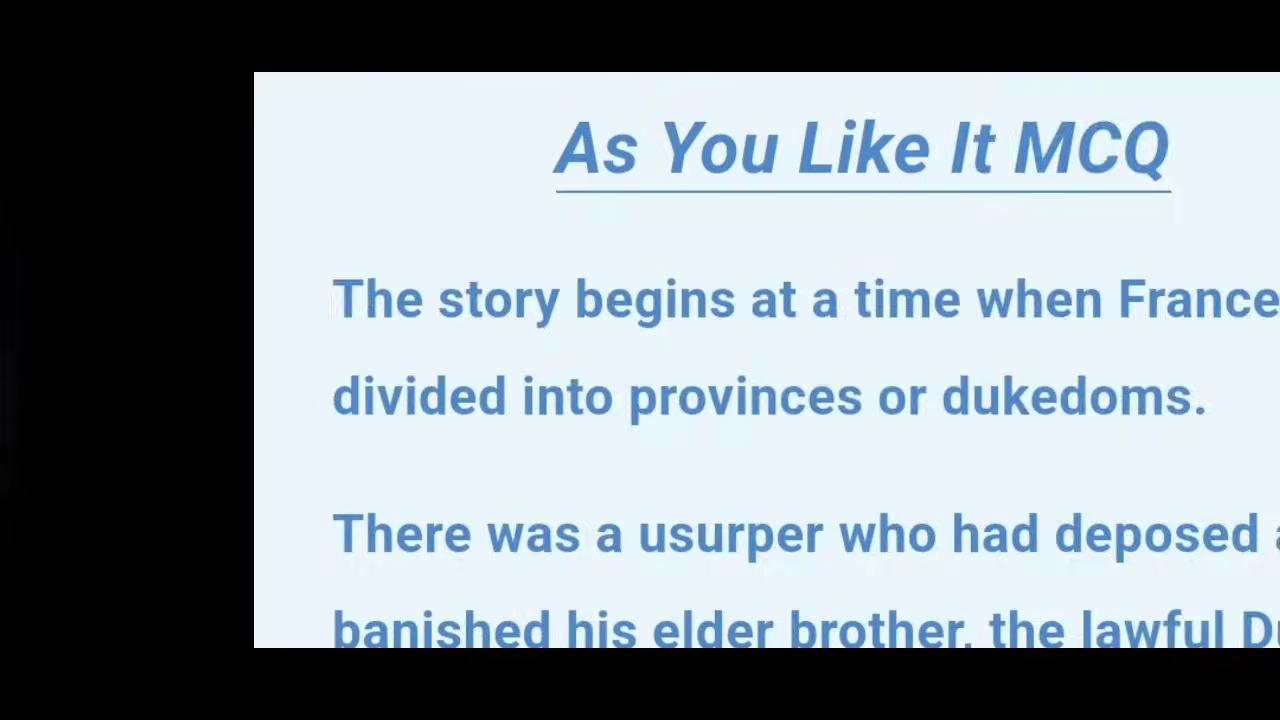 As You Like It MCQ
The story begins at a time when France
divided into provinces or dukedoms.
There was a usurper who had deposed
banished his elder brother, the lawful